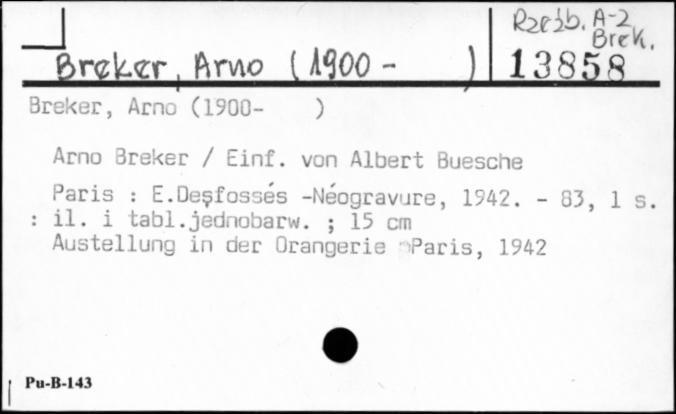 Rzeźb. A-2
Brek.
Breker, Arno (1900 - )
13858
Breker, Arno (1900- )
Arno Breker / Einf. von Albert Buesche
Paris : E.Desfossés -Néogravure, 1942. - 83, 1 s.
: il. i tabl.jednobarw. ; 15 cm
Austellung in der Orangerie Paris, 1942
Pu-B-143